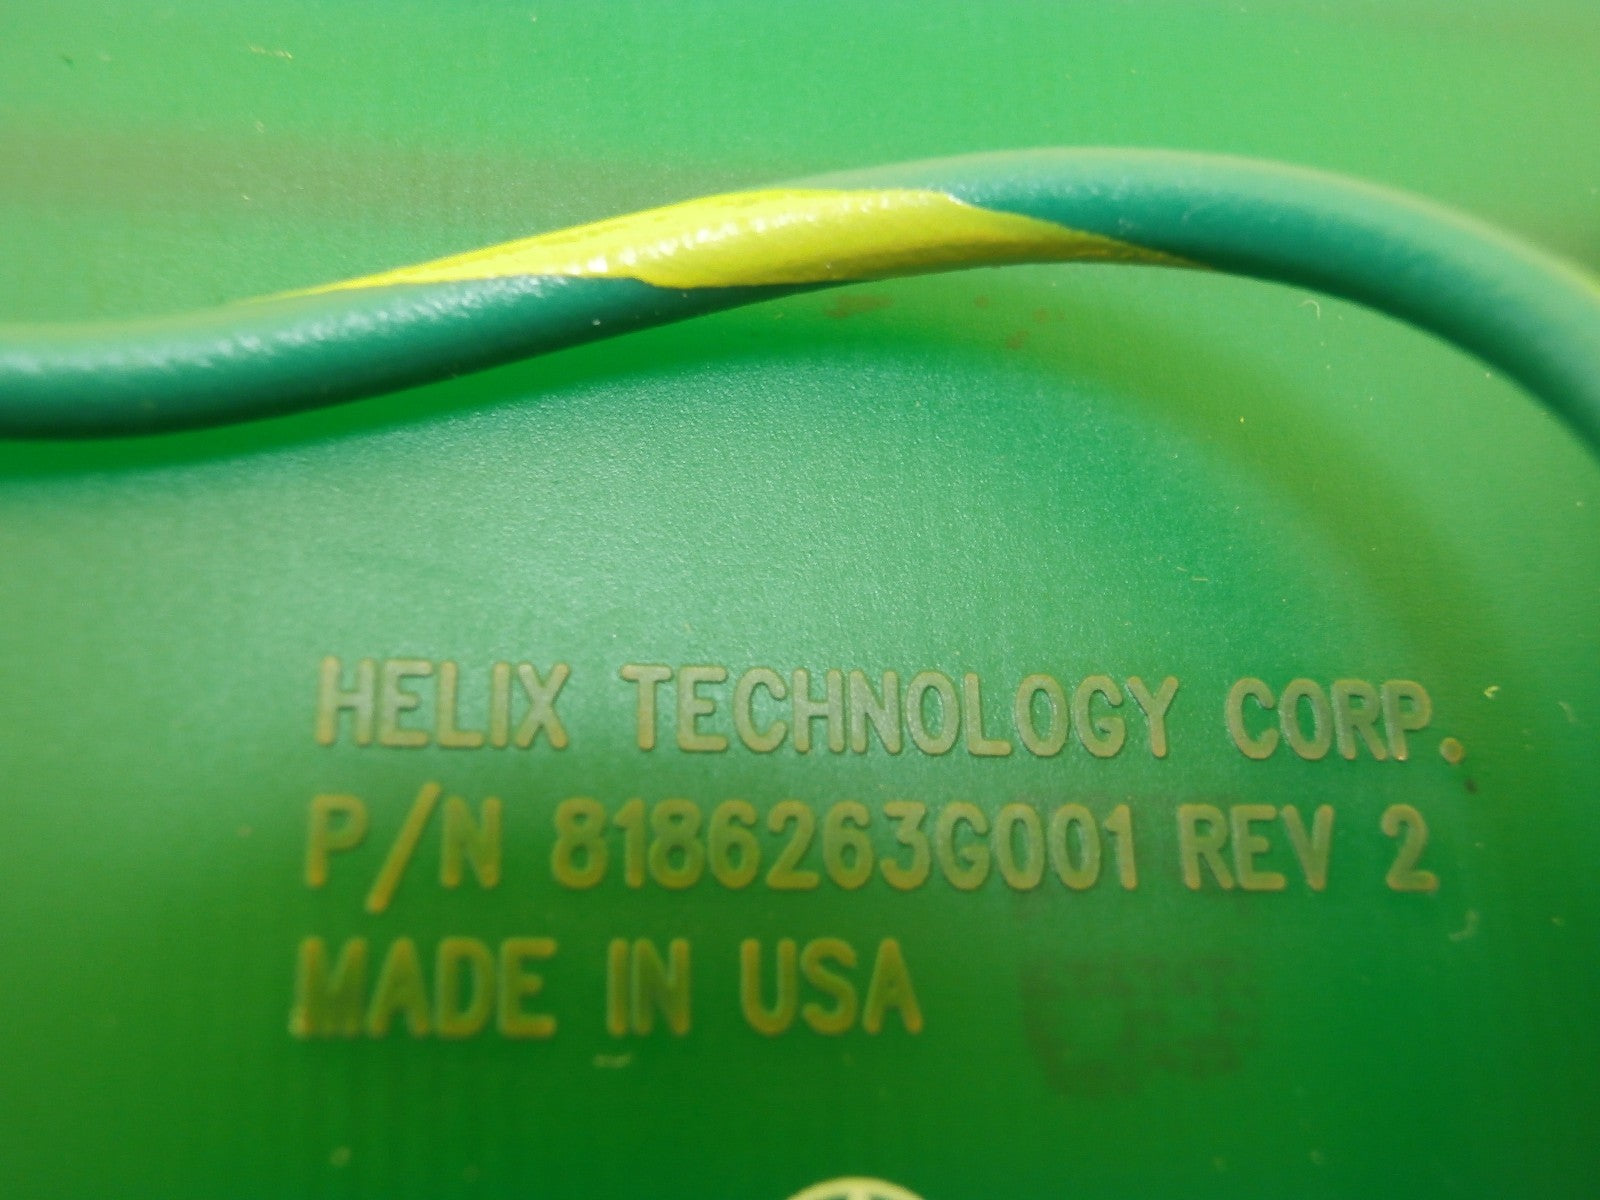 HELIX TECHNOLOGY CORP.
P/N 8186263G001 REV 2
MADE IN USA